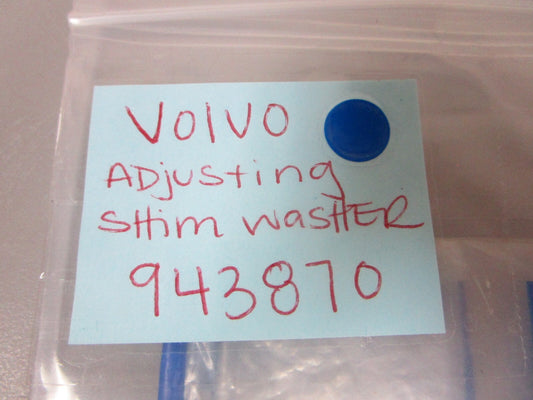 VOLVO
ADjusting
SHim WASHER
943870